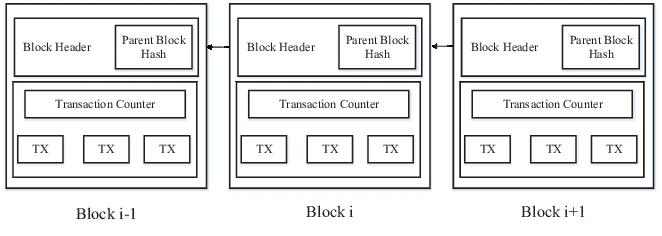 Block Header
Parent Block
Hash
Transaction Counter
TX
TX
TX
Block i-1
Block Header
Parent Block
Hash
Transaction Counter
TX
TX
TX
Block i
Block Header
Parent Block
Hash
Transaction Counter
TX
TX
TX
Block i+1